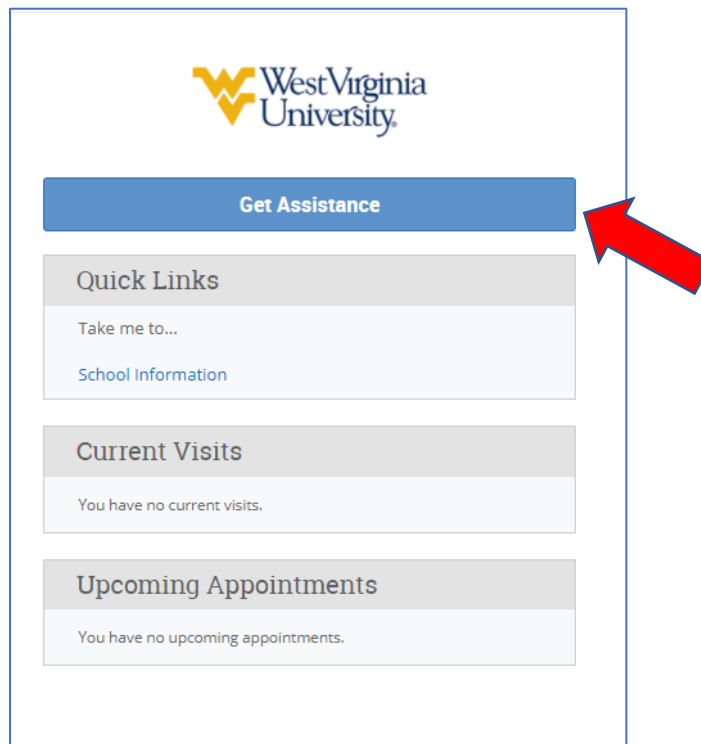 West Virginia
University.
Get Assistance
Quick Links
Take me to...
School Information
Current Visits
You have no current visits.
Upcoming Appointments
You have no upcoming appointments.